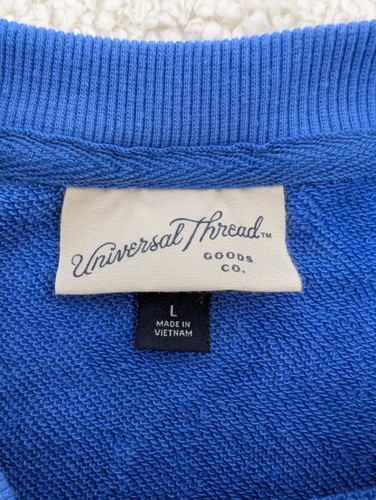 Universal Thread™
GOODS
CO.
L
MADE IN
VIETNAM